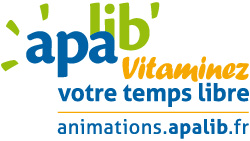 apalib'
Vitaminez
votre temps libre
animations.apalib.fr